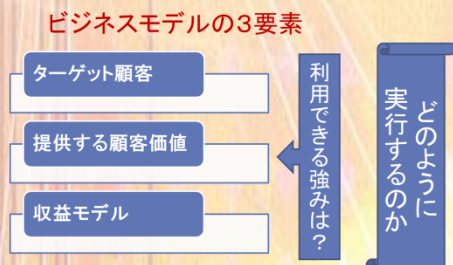 ビジネスモデルの3要素
ターゲット顧客
提供する顧客価値
収益モデル
利用できる強みは？
どのように
実行するのか